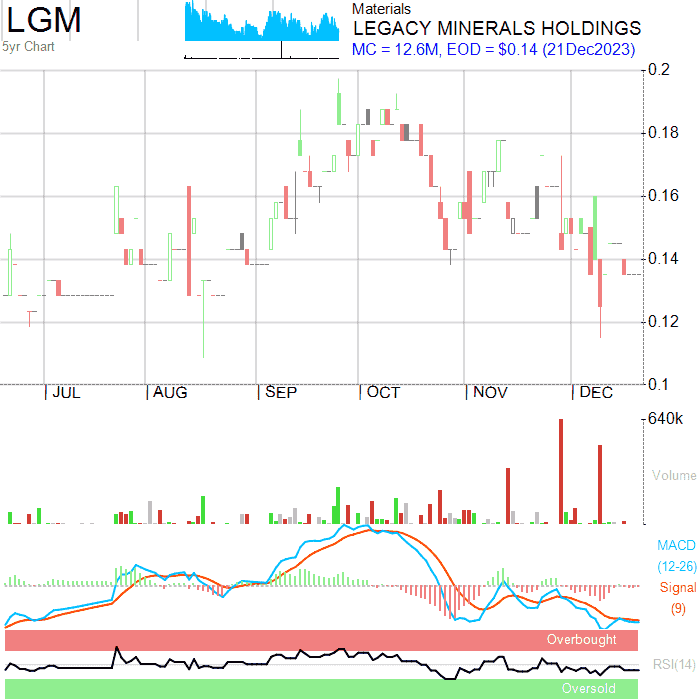 LGM
5yr Chart
Materials
LEGACY MINERALS HOLDINGS
MC = 12.6M, EOD = $0.14 (21Dec2023)
0.2
0.18
0.16
0.14
0.12
0.1
JUL AUG SEP OCT NOV DEC
640k
Volume
MACD
(12-26)
Signal
(9)
Overbought
RSI(14)
Oversold